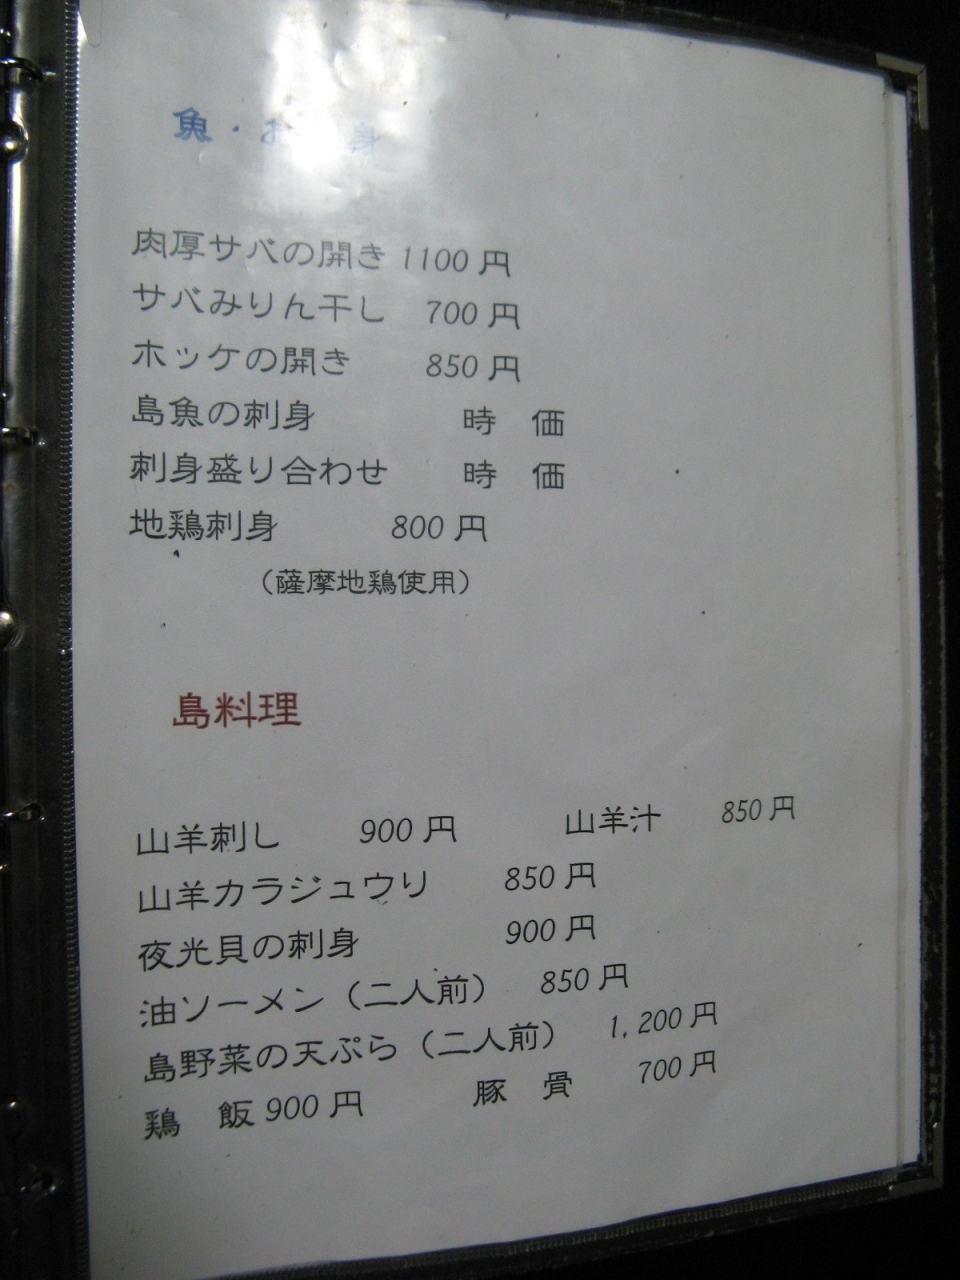 魚・お 身
肉厚サバの開き 1100 円
サバみりん干し 700 円
ホッケの開き 850 円
島魚の刺身 時 価
刺身盛り合わせ 時 価
地鶏刺身 800 円
（薩摩地鶏使用）
島料理
山羊刺し 900 円 山羊汁 850 円
山羊カラジュウリ 850 円
夜光貝の刺身 900 円
油ソーメン（二人前） 850 円
島野菜の天ぷら（二人前） 1,200 円
鶏 飯 900 円 豚 骨 700 円